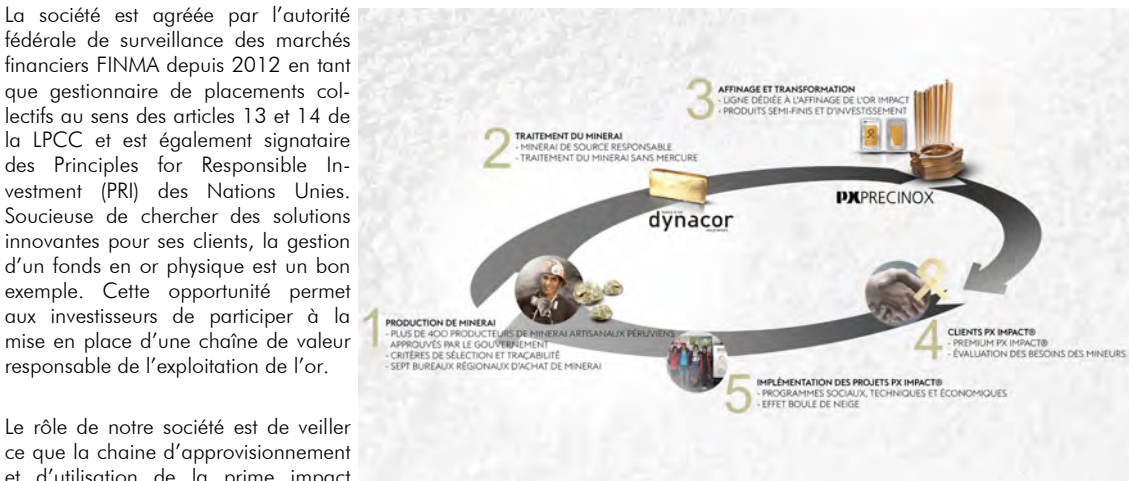 La société est agréée par l'autorité
fédérale de surveillance des marchés
financiers FINMA depuis 2012 en tant
que gestionnaire de placements col-
lectifs au sens des articles 13 et 14 de
la LPCC et est également signataire
des Principles for Responsible In-
vestment (PRI) des Nations Unies.
Soucieuse de chercher des solutions
innovantes pour ses clients, la gestion
d'un fonds en or physique est un bon
exemple. Cette opportunité permet
aux investisseurs de participer à la
mise en place d'une chaîne de valeur
responsable de l'exploitation de l'or.
Le rôle de notre société est de veiller
ce que la chaine d'approvisionnement
et d'utilisation de la prime impact
1
PRODUCTION DE MINERAI
- PLUS DE 400 PRODUCTEURS DE MINERAI ARTISANAUX PÉRUVIENS
APPROUVÉS PAR LE GOUVERNEMENT
- CRITÈRES DE SÉLECTION ET TRAÇABILITÉ
- SEPT BUREAUX RÉGIONAUX D'ACHAT DE MINERAI
2
TRAITEMENT DU MINERAI
- MINERAI DE SOURCE RESPONSABLE
- TRAITEMENT DU MINERAI SANS MERCURE
dynacor
3
AFFINAGE ET TRANSFORMATION
- LIGNE DÉDIÉE À L'AFFINAGE DE L'OR IMPACT
- PRODUITS SEMI-FINIS ET D'INVESTISSEMENT
PXPRECINOX
4
CLIENTS PX IMPACT®
- PREMIUM PX IMPACT®
- ÉVALUATION DES BESOINS DES MINEURS
5
IMPLÉMENTATION DES PROJETS PX IMPACT®
- PROGRAMMES SOCIAUX, TECHNIQUES ET ÉCONOMIQUES
- EFFET BOULE DE NEIGE